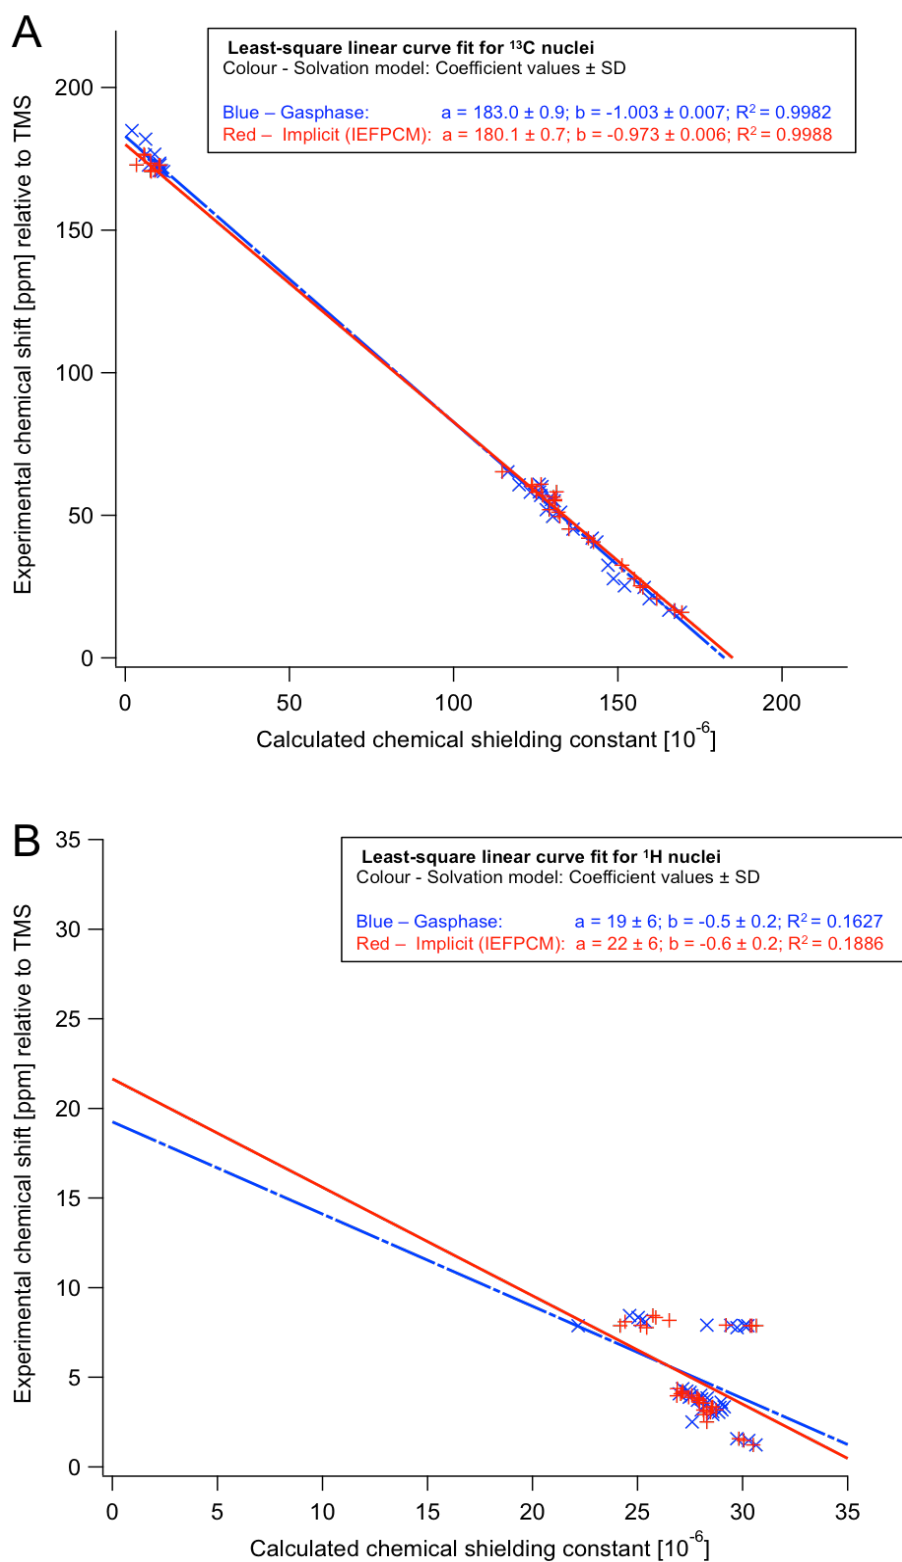 A
Least-square linear curve fit for ¹³C nuclei
Colour - Solvation model: Coefficient values ± SD
Blue – Gasphase: a = 183.0 ± 0.9; b = -1.003 ± 0.007; R² = 0.9982
Red – Implicit (IEFPCM): a = 180.1 ± 0.7; b = -0.973 ± 0.006; R² = 0.9988
Experimental chemical shift [ppm] relative to TMS
200
150
100
50
0
0 50 100 150 200
Calculated chemical shielding constant [10⁻⁶]
B
Least-square linear curve fit for ¹H nuclei
Colour - Solvation model: Coefficient values ± SD
Blue – Gasphase: a = 19 ± 6; b = -0.5 ± 0.2; R² = 0.1627
Red – Implicit (IEFPCM): a = 22 ± 6; b = -0.6 ± 0.2; R² = 0.1886
Experimental chemical shift [ppm] relative to TMS
35
30
25
20
15
10
5
0
0 5 10 15 20 25 30 35
Calculated chemical shielding constant [10⁻⁶]